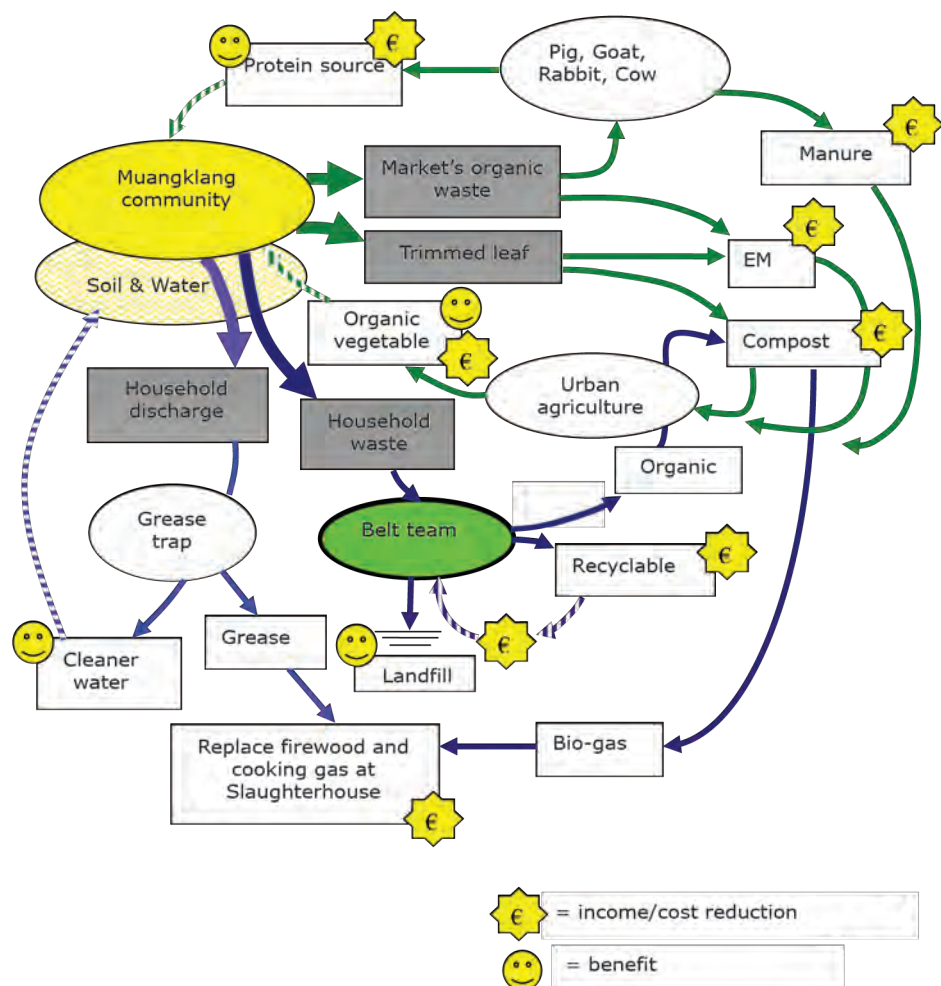 Protein source
€
Pig, Goat,
Rabbit, Cow
Manure
€
Muangklang
community
Market's organic
waste
Trimmed leaf
EM
€
Soil & Water
Organic
vegetable
€
Compost
€
Urban
agriculture
Household
discharge
Household
waste
Organic
Grease
trap
Belt team
Recyclable
€
€
Cleaner
water
Grease
Landfill
Replace firewood and
cooking gas at
Slaughterhouse
€
Bio-gas
€ = income/cost reduction
= benefit